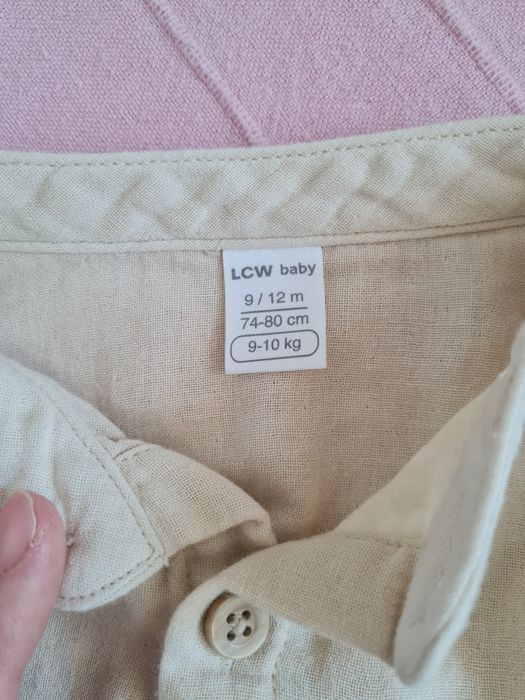 LCW baby
9 / 12 m
74-80 cm
9-10 kg